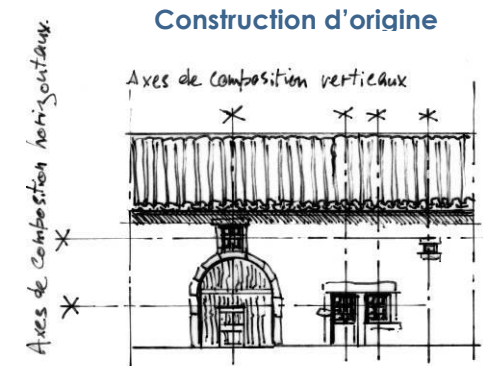 Construction d’origine
Axes de composition verticaux
Axes de composition horizontaux.